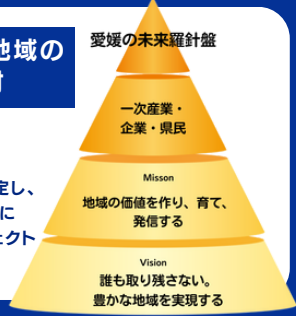 地域の
愛媛の未来羅針盤
一次産業・
企業・県民
Misson
地域の価値を作り、育て、
発信する
定し、
に
ェクト
Vision
誰も取り残さない。
豊かな地域を実現する